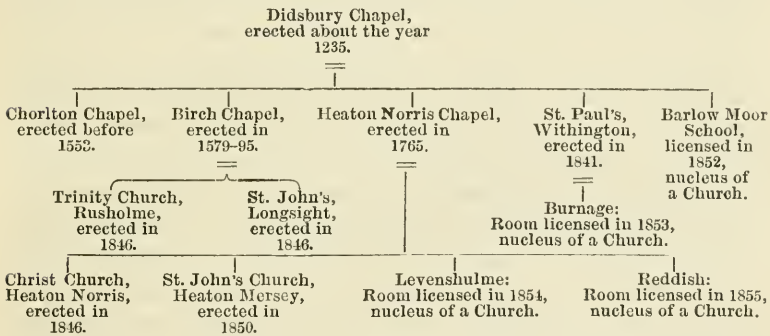 Didsbury Chapel,
erected about the year
1235.
Chorlton Chapel,
erected before
1553.
Birch Chapel,
erected in
1579-95.
Heaton Norris Chapel,
erected in
1765.
St. Paul's,
Withington,
erected in
1841.
Barlow Moor
School,
licensed in
1852,
nucleus of
a Church.
Trinity Church,
Rusholme,
erected in
1846.
St. John's,
Longsight,
erected in
1846.
Burnage:
Room licensed in 1853,
nucleus of a Church.
Christ Church,
Heaton Norris,
erected in
1846.
St. John's Church,
Heaton Mersey,
erected in
1850.
Levenshulme:
Room licensed in 1854,
nucleus of a Church.
Reddish:
Room licensed in 1855,
nucleus of a Church.